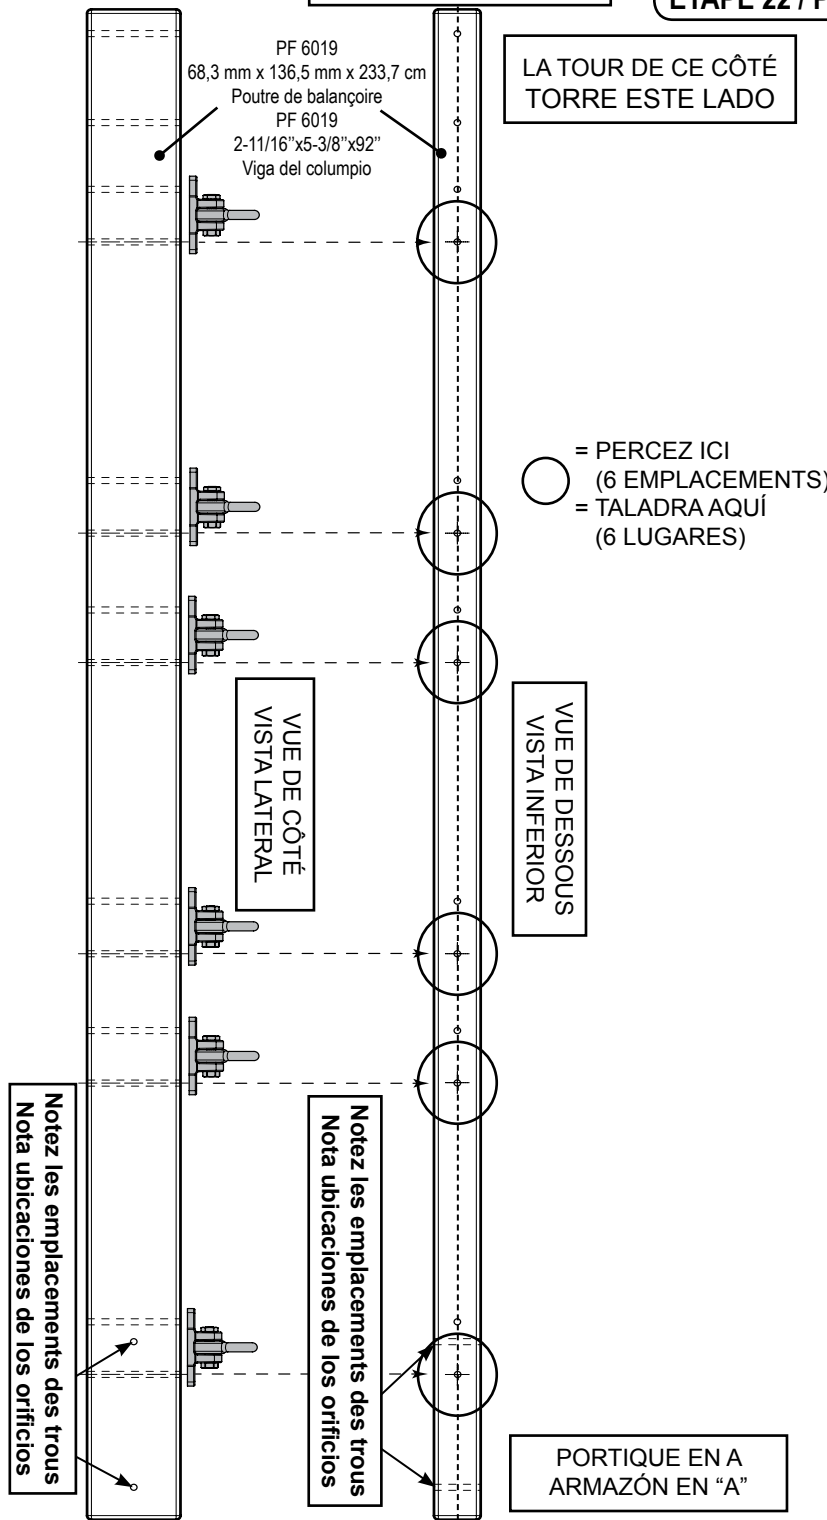 ÉTAPE 22 /
PF 6019
68,3 mm x 136,5 mm x 233,7 cm
Poutre de balançoire
PF 6019
2-11/16”x5-3/8”x92”
Viga del columpio
LA TOUR DE CE CÔTÉ
TORRE ESTE LADO
= PERCEZ ICI
(6 EMPLACEMENTS)
= TALADRA AQUÍ
(6 LUGARES)
VUE DE CÔTÉ
VISTA LATERAL
VUE DE DESSOUS
VISTA INFERIOR
Notez les emplacements des trous
Nota ubicaciones de los orificios
Notez les emplacements des trous
Nota ubicaciones de los orificios
PORTIQUE EN A
ARMAZÓN EN “A”